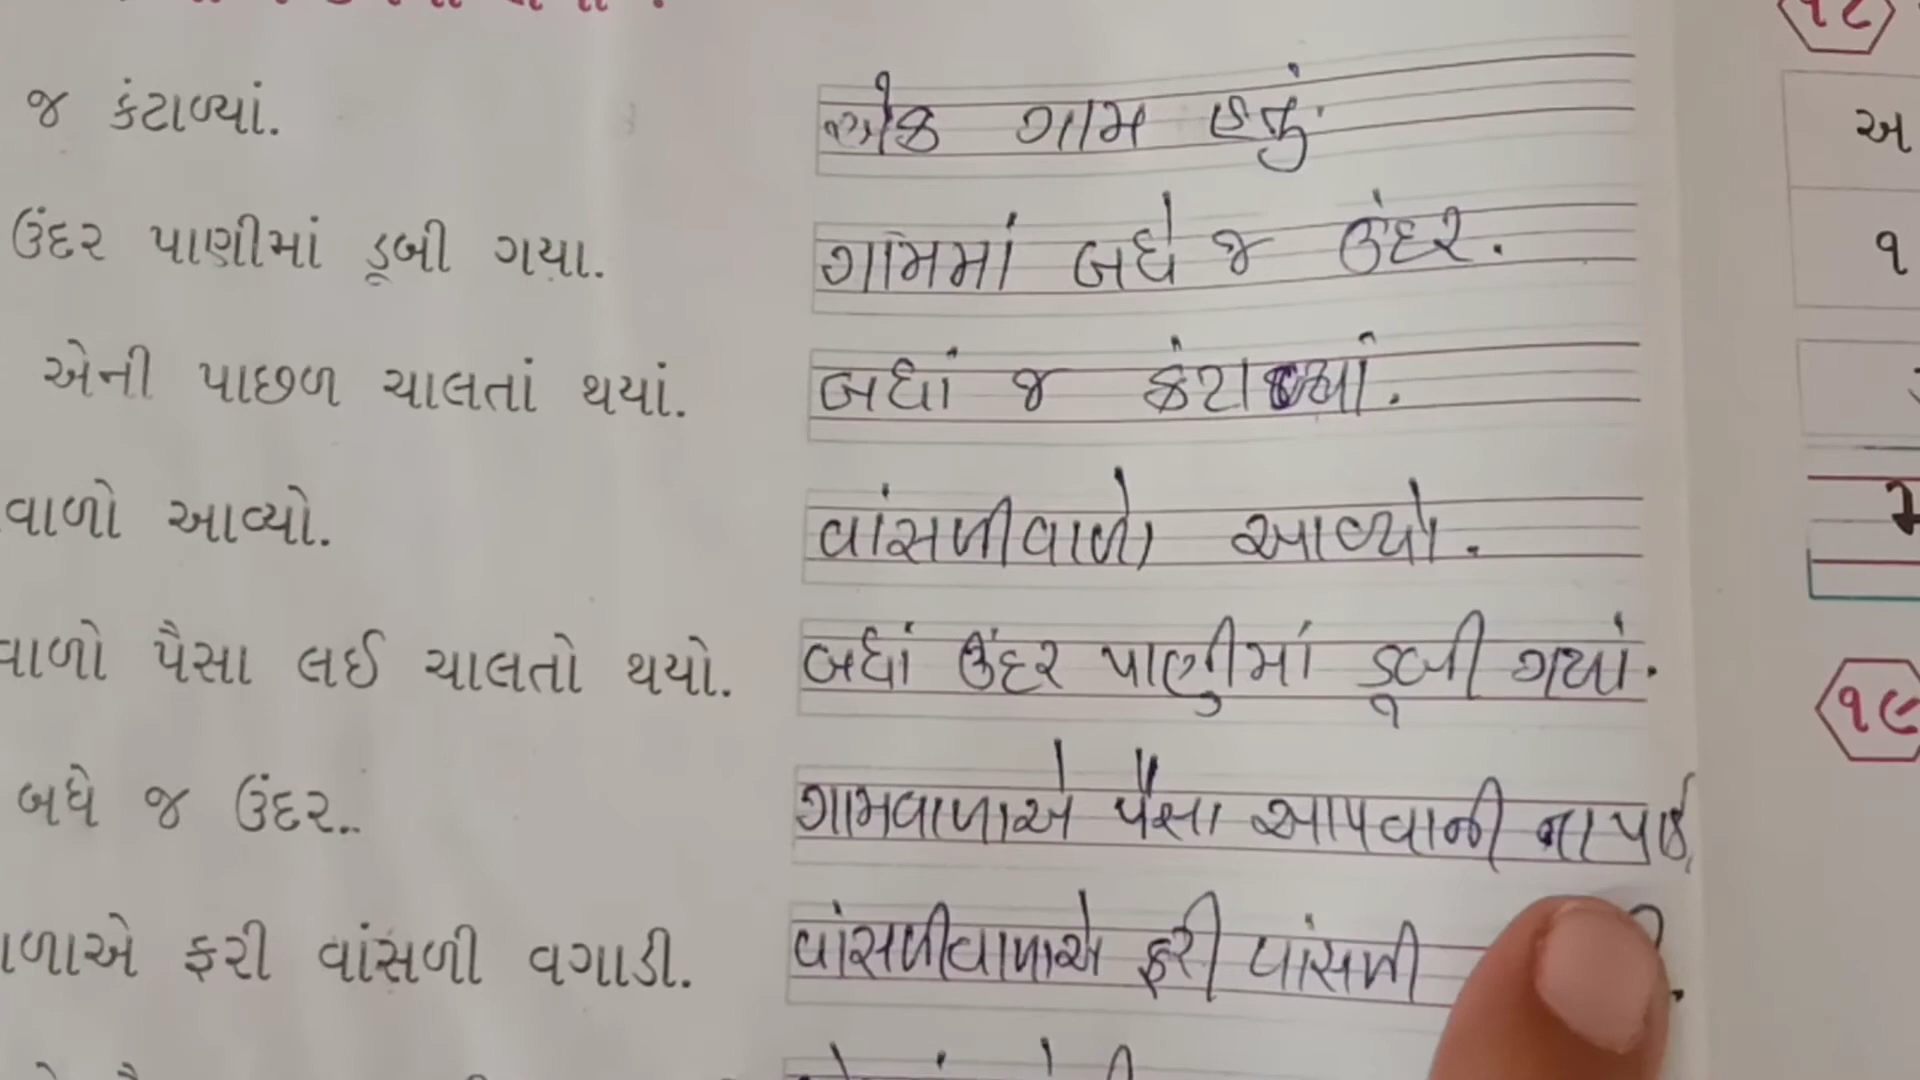 જ કંટાળ્યાં.
ઉંદર પાણીમાં ડૂબી ગયા.
એની પાછળ ચાલતાં થયાં.
વાળો આવ્યો.
વાળો પૈસા લઈ ચાલતો થયો.
બધે જ ઉંદર..
ળાએ ફરી વાંસળી વગાડી.
એક ગામ હતું.
ગામમાં બધે જ ઉંદર.
બધાં જ કંટાળ્યાં.
વાંસળીવાળો આવ્યો.
બધાં ઉંદર પાણીમાં ડૂબી ગયાં.
ગામવાળાએ પૈસા આપવાની ના પાઈ
વાંસળીવાળાએ ફરી વાંસળી
૧૮
અ
૧
૧૯